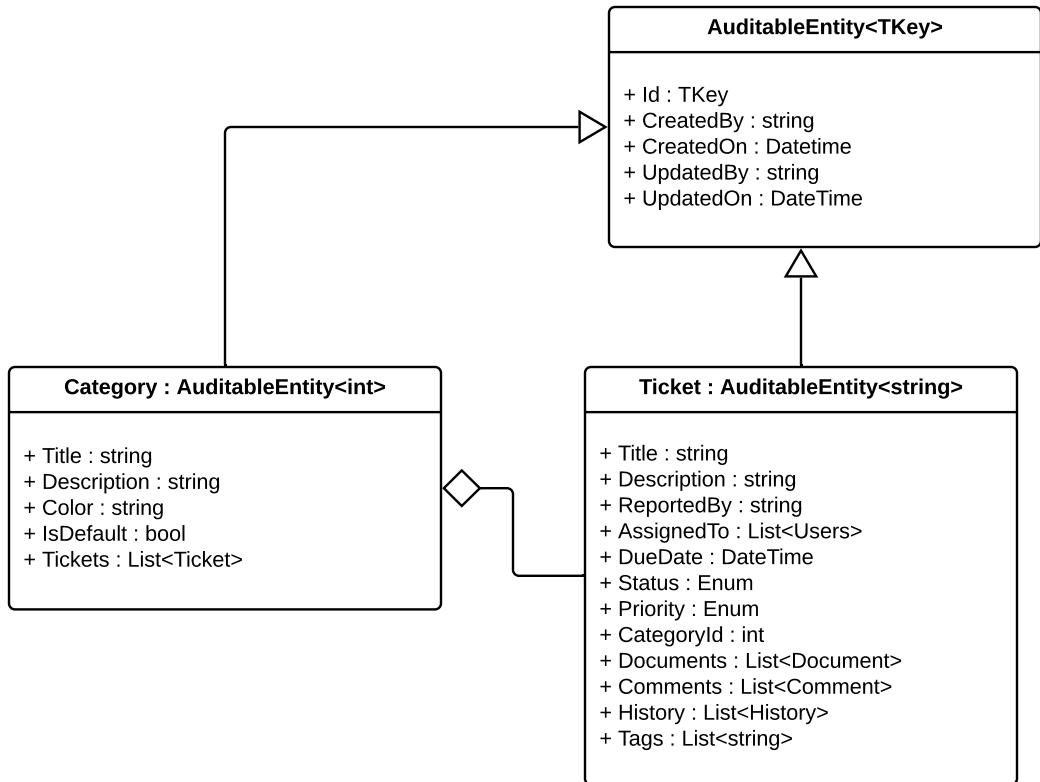 AuditableEntity<TKey>
+ Id : TKey
+ CreatedBy : string
+ CreatedOn : Datetime
+ UpdatedBy : string
+ UpdatedOn : DateTime
Category : AuditableEntity<int>
+ Title : string
+ Description : string
+ Color : string
+ IsDefault : bool
+ Tickets : List<Ticket>
Ticket : AuditableEntity<string>
+ Title : string
+ Description : string
+ ReportedBy : string
+ AssignedTo : List<Users>
+ DueDate : DateTime
+ Status : Enum
+ Priority : Enum
+ CategoryId : int
+ Documents : List<Document>
+ Comments : List<Comment>
+ History : List<History>
+ Tags : List<string>